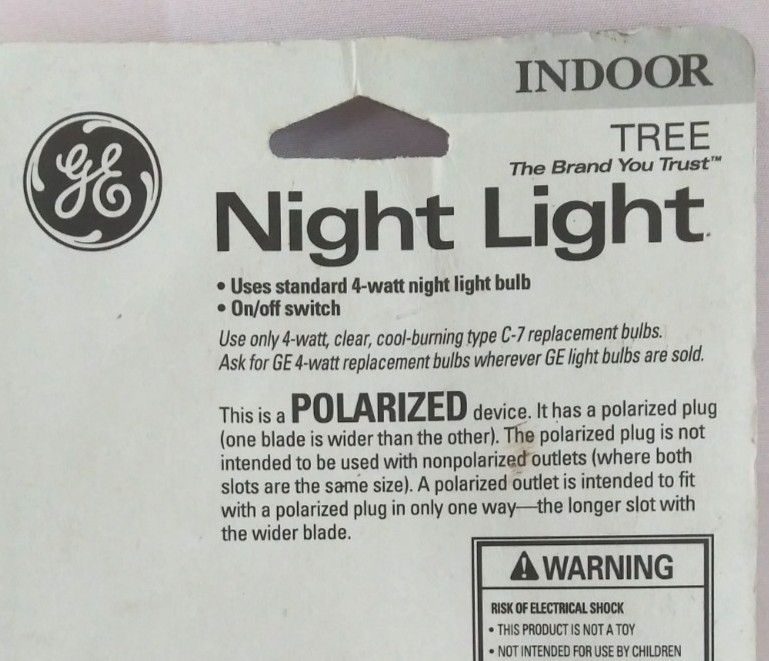 INDOOR
GE
TREE
The Brand You Trust™
Night Light
• Uses standard 4-watt night light bulb
• On/off switch
Use only 4-watt, clear, cool-burning type C-7 replacement bulbs.
Ask for GE 4-watt replacement bulbs wherever GE light bulbs are sold.
This is a POLARIZED device. It has a polarized plug
(one blade is wider than the other). The polarized plug is not
intended to be used with nonpolarized outlets (where both
slots are the same size). A polarized outlet is intended to fit
with a polarized plug in only one way—the longer slot with
the wider blade.
WARNING
RISK OF ELECTRICAL SHOCK
• THIS PRODUCT IS NOT A TOY
• NOT INTENDED FOR USE BY CHILDREN